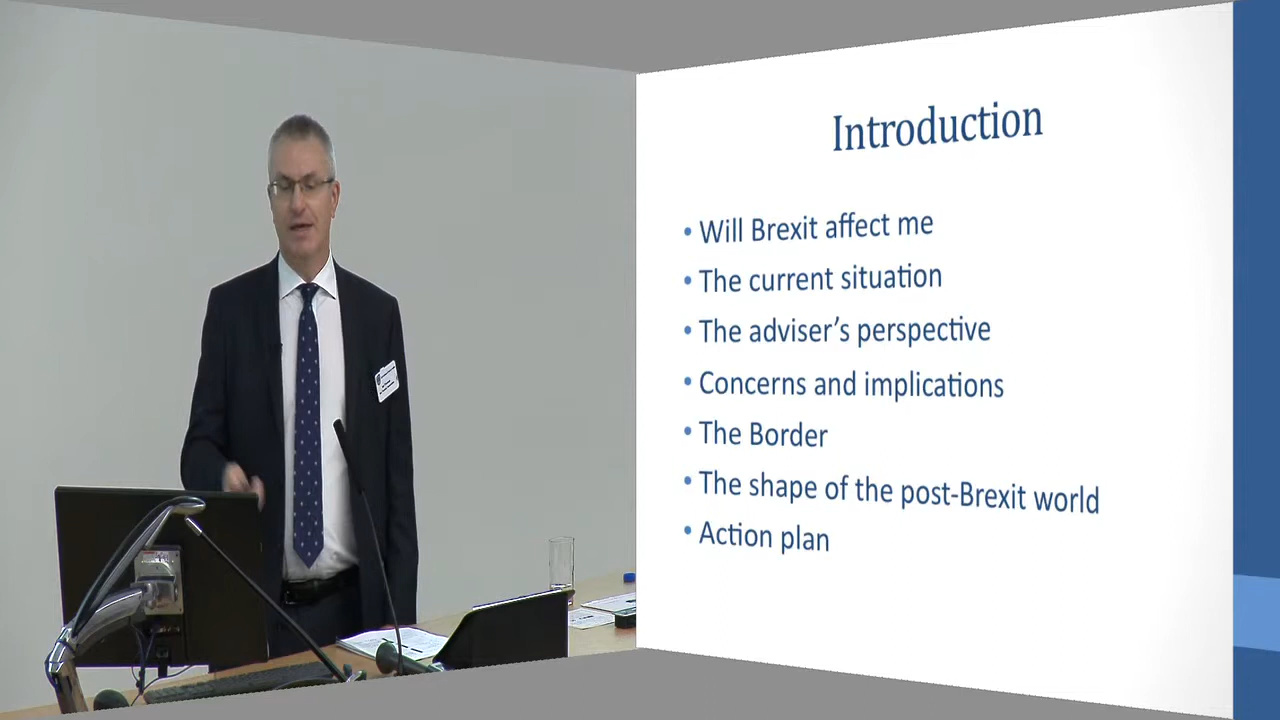 Introduction
• Will Brexit affect me
• The current situation
• The adviser's perspective
• Concerns and implications
• The Border
• The shape of the post-Brexit world
• Action plan